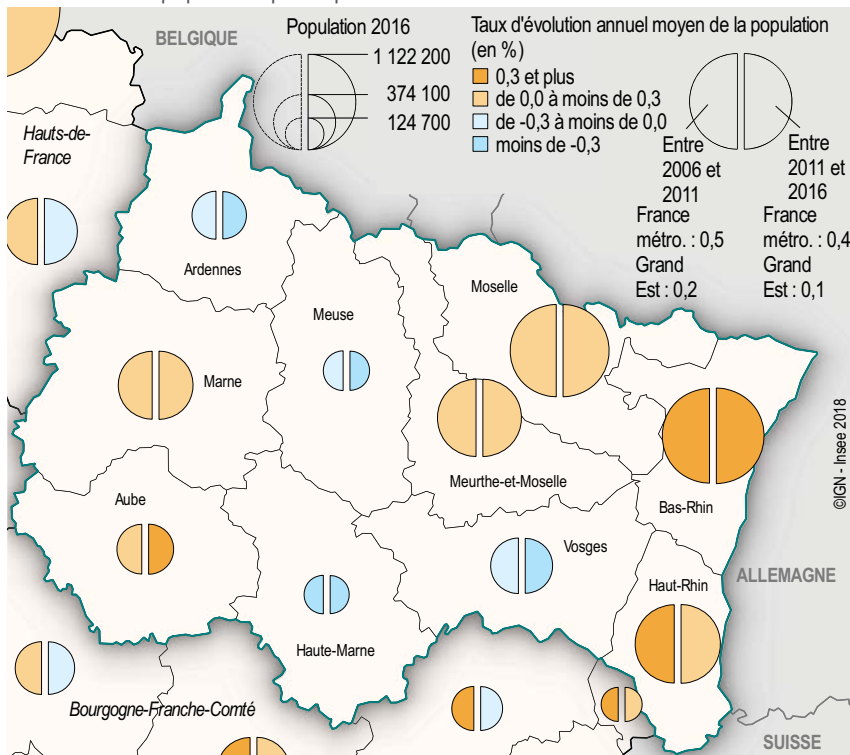 BELGIQUE
Population 2016
1 122 200
374 100
124 700
Taux d'évolution annuel moyen de la population
(en %)
0,3 et plus
de 0,0 à moins de 0,3
de -0,3 à moins de 0,0
moins de -0,3
Entre
2006 et
2011
Entre
2011 et
2016
France
métro. : 0,5
Grand
Est : 0,2
France
métro. : 0,4
Grand
Est : 0,1
Hauts-de-
France
Ardennes
Meuse
Moselle
Marne
Meurthe-et-Moselle
Bas-Rhin
Aube
Vosges
Haut-Rhin
Haute-Marne
Bourgogne-Franche-Comté
ALLEMAGNE
SUISSE
©IGN - Insee 2018